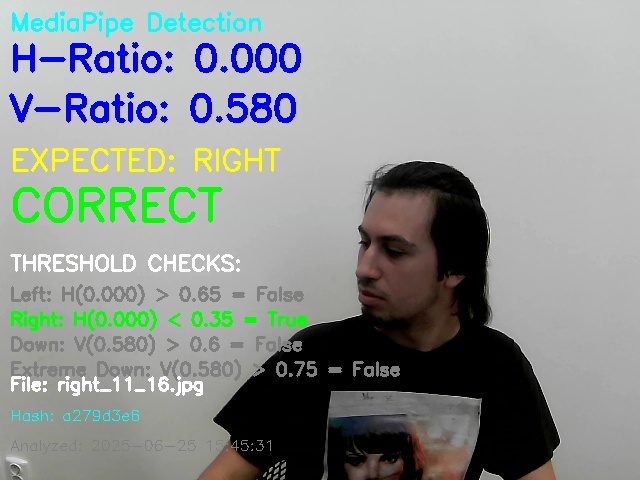 MediaPipe Detection
H-Ratio: 0.000
V-Ratio: 0.580
EXPECTED: RIGHT
CORRECT
THRESHOLD CHECKS:
Left: H(0.000) > 0.65 = False
Right: H(0.000) < 0.35 = True
Down: V(0.580) > 0.6 = False
Extreme Down: V(0.580) > 0.75 = False
File: right_11_16.jpg
Hash: a279d3e6
Analyzed: 2025-06-25 15:45:31